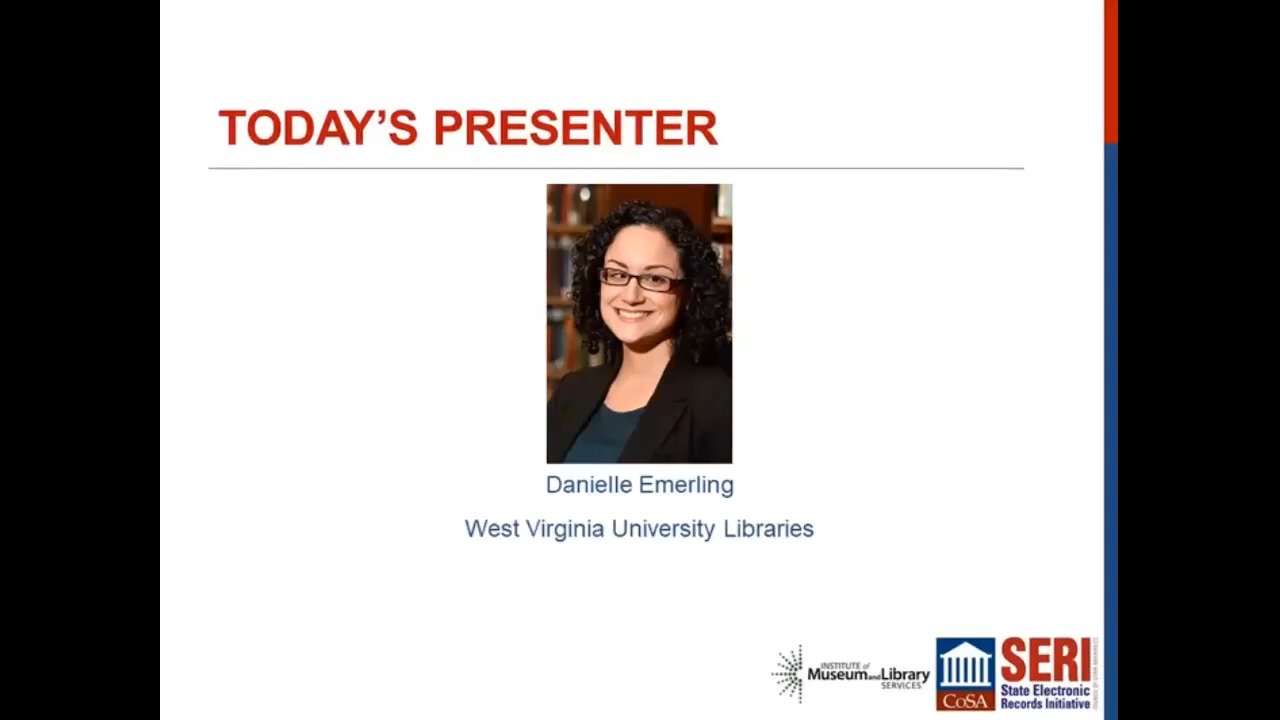 TODAY'S PRESENTER
Danielle Emerling
West Virginia University Libraries
INSTITUTE of
Museum and Library
SERVICES
CoSA
SERI
State Electronic
Records Initiative